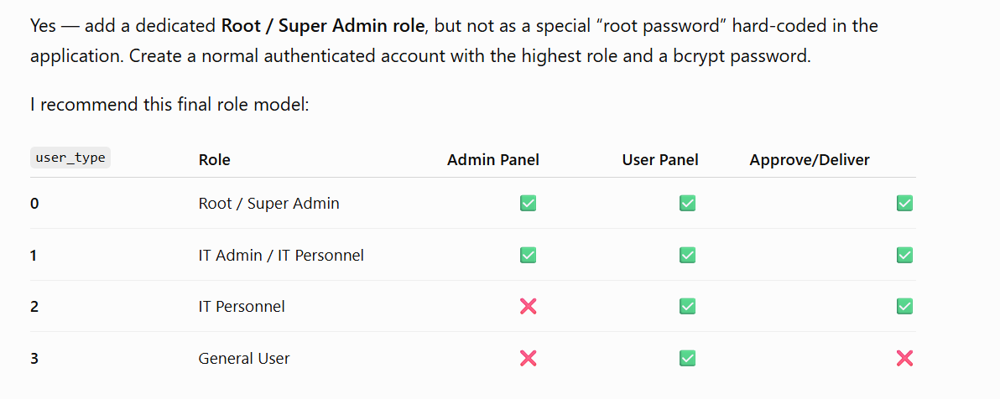 Yes — add a dedicated Root / Super Admin role, but not as a special “root password” hard-coded in the
application. Create a normal authenticated account with the highest role and a bcrypt password.
I recommend this final role model:
user_type Role Admin Panel User Panel Approve/Deliver
0 Root / Super Admin ✅ ✅ ✅
1 IT Admin / IT Personnel ✅ ✅ ✅
2 IT Personnel ❌ ✅ ✅
3 General User ❌ ✅ ❌